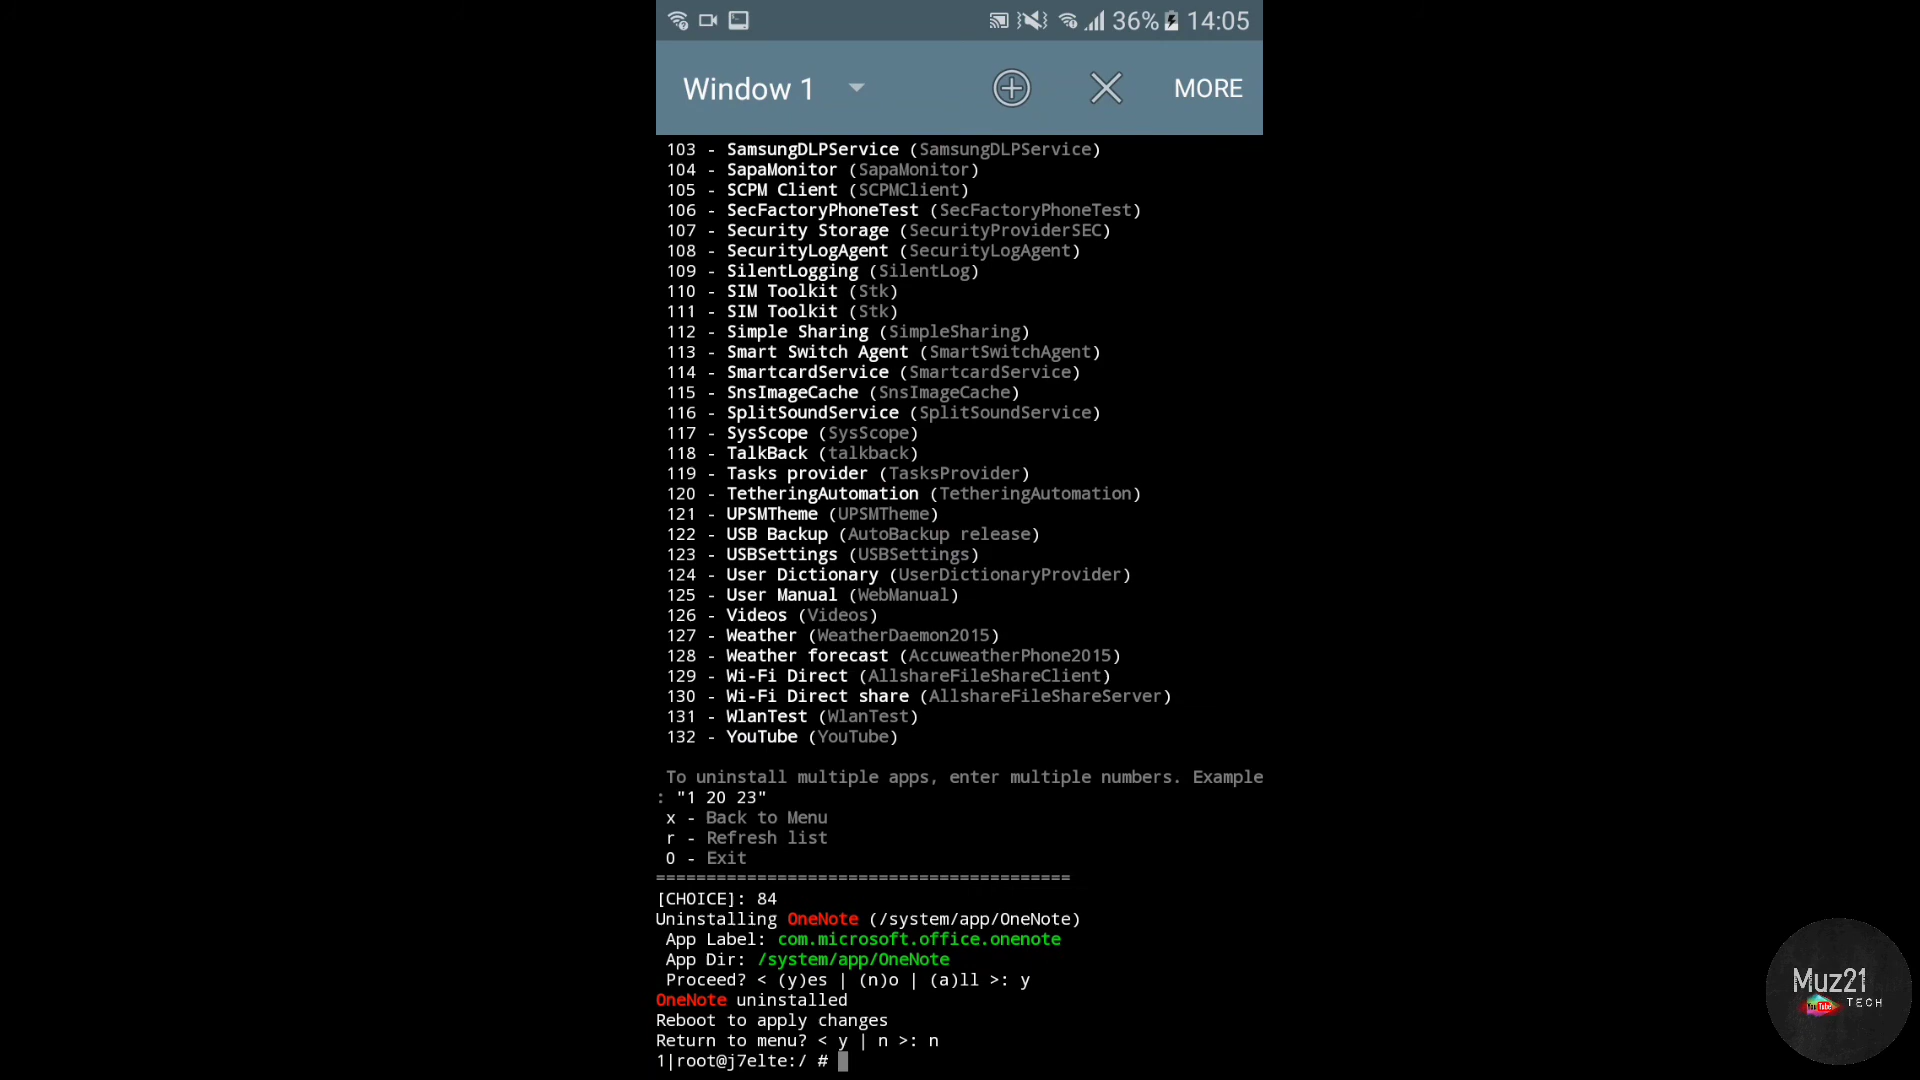 36% 14:05
Window 1 MORE
103 - SamsungDLPService (SamsungDLPService)
104 - SapaMonitor (SapaMonitor)
105 - SCPM Client (SCPMClient)
106 - SecFactoryPhoneTest (SecFactoryPhoneTest)
107 - Security Storage (SecurityProviderSEC)
108 - SecurityLogAgent (SecurityLogAgent)
109 - SilentLogging (SilentLog)
110 - SIM Toolkit (Stk)
111 - SIM Toolkit (Stk)
112 - Simple Sharing (SimpleSharing)
113 - Smart Switch Agent (SmartSwitchAgent)
114 - SmartcardService (SmartcardService)
115 - SnsImageCache (SnsImageCache)
116 - SplitSoundService (SplitSoundService)
117 - SysScope (SysScope)
118 - TalkBack (talkback)
119 - Tasks provider (TasksProvider)
120 - TetheringAutomation (TetheringAutomation)
121 - UPSMTheme (UPSMTheme)
122 - USB Backup (AutoBackup release)
123 - USBSettings (USBSettings)
124 - User Dictionary (UserDictionaryProvider)
125 - User Manual (WebManual)
126 - Videos (Videos)
127 - Weather (WeatherDaemon2015)
128 - Weather forecast (AccuweatherPhone2015)
129 - Wi-Fi Direct (AllshareFileShareClient)
130 - Wi-Fi Direct share (AllshareFileShareServer)
131 - WlanTest (WlanTest)
132 - YouTube (YouTube)
To uninstall multiple apps, enter multiple numbers. Example
: "1 20 23"
x - Back to Menu
r - Refresh list
0 - Exit
=========================================
[CHOICE]: 84
Uninstalling OneNote (/system/app/OneNote)
App Label: com.microsoft.office.onenote
App Dir: /system/app/OneNote
Proceed? < (y)es | (n)o | (a)ll >: y
OneNote uninstalled
Reboot to apply changes
Return to menu? < y | n >: n
1|root@j7elte:/ #
Muz21
YouTube TECH